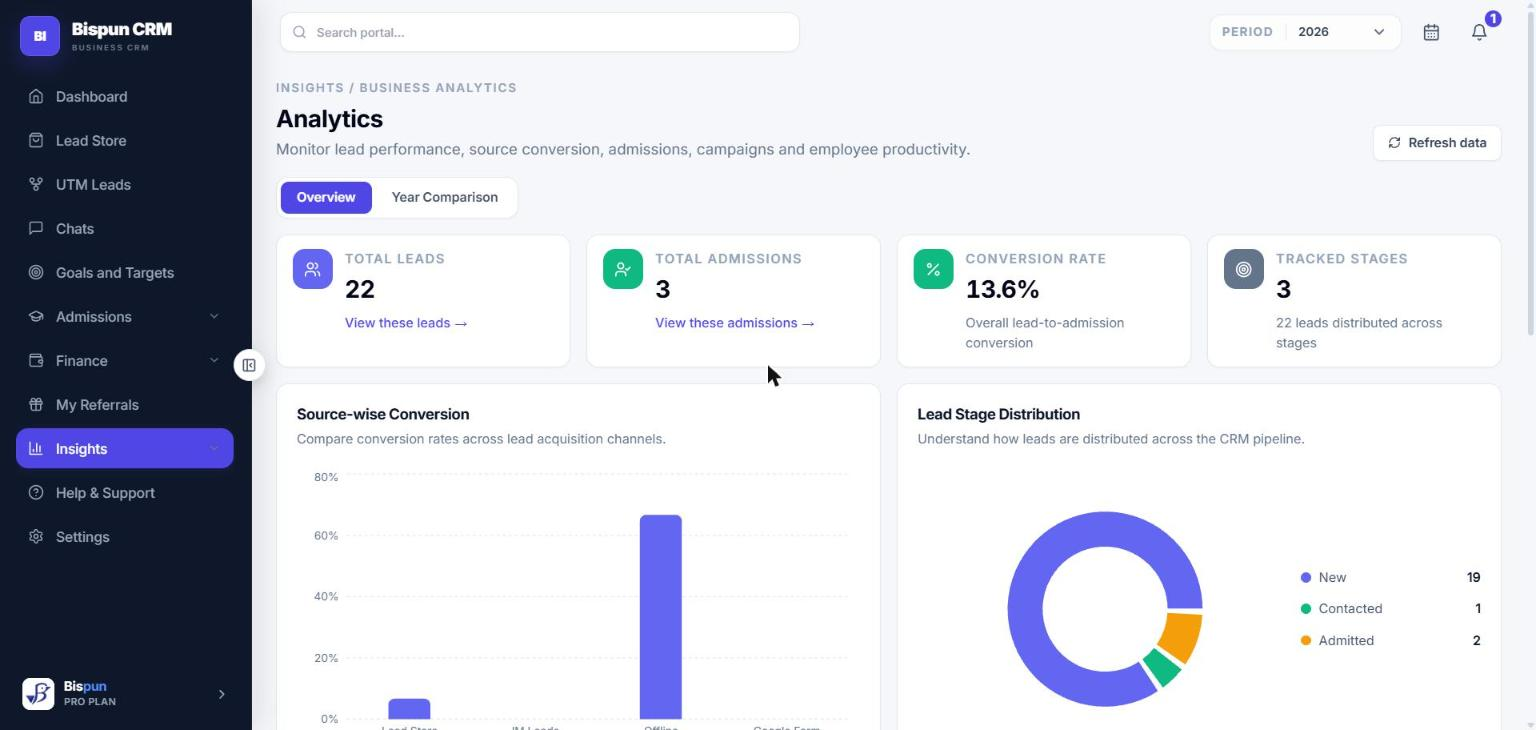 BI
Bispun CRM
BUSINESS CRM
Dashboard
Lead Store
UTM Leads
Chats
Goals and Targets
Admissions
Finance
My Referrals
Insights
Help & Support
Settings
Bispun
PRO PLAN
Search portal...
PERIOD 2026
1
INSIGHTS / BUSINESS ANALYTICS
Analytics
Monitor lead performance, source conversion, admissions, campaigns and employee productivity.
Refresh data
Overview Year Comparison
TOTAL LEADS
22
View these leads →
TOTAL ADMISSIONS
3
View these admissions →
CONVERSION RATE
13.6%
Overall lead-to-admission
conversion
TRACKED STAGES
3
22 leads distributed across
stages
Source-wise Conversion
Compare conversion rates across lead acquisition channels.
80%
60%
40%
20%
0%
Lead Store Offline Google Form
Lead Stage Distribution
Understand how leads are distributed across the CRM pipeline.
New 19
Contacted 1
Admitted 2